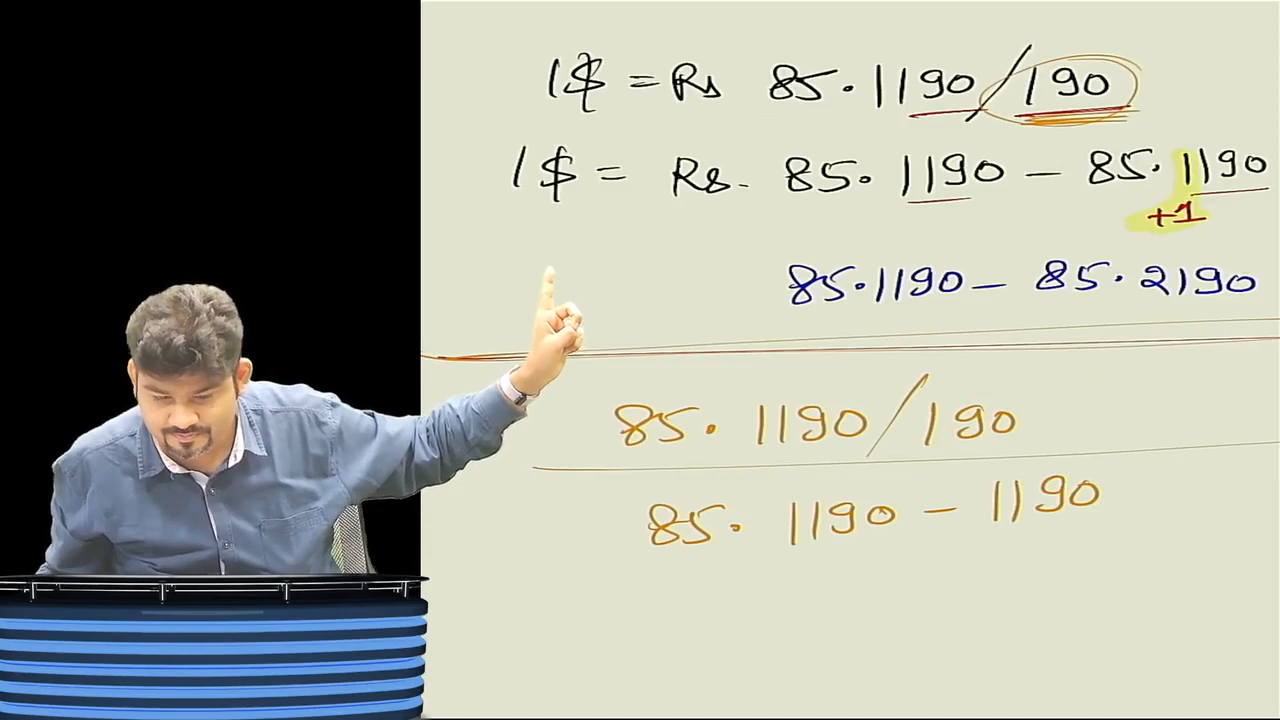 1$ = Rs 85.1190/190
1$ = Rs. 85.1190 - 85.1190
+1
85.1190 - 85.2190
85.1190/190
85.1190 - 1190